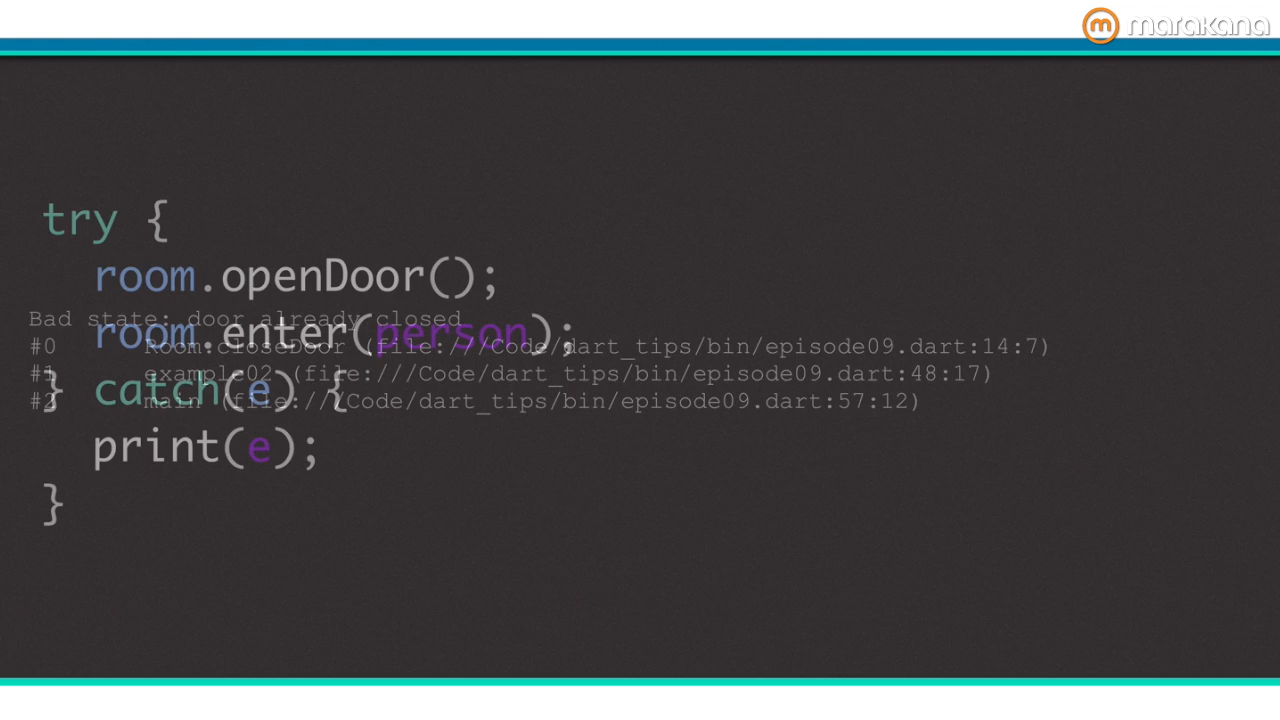 marakana
try {
room.openDoor();
Bad state: door already closed
room.enter(person);
#0 Room.closeDoor (file:///Code/dart_tips/bin/episode09.dart:14:7)
#1 example02 (file:///Code/dart_tips/bin/episode09.dart:48:17)
} catch(e) {
#2 main (file:///Code/dart_tips/bin/episode09.dart:57:12)
print(e);
}